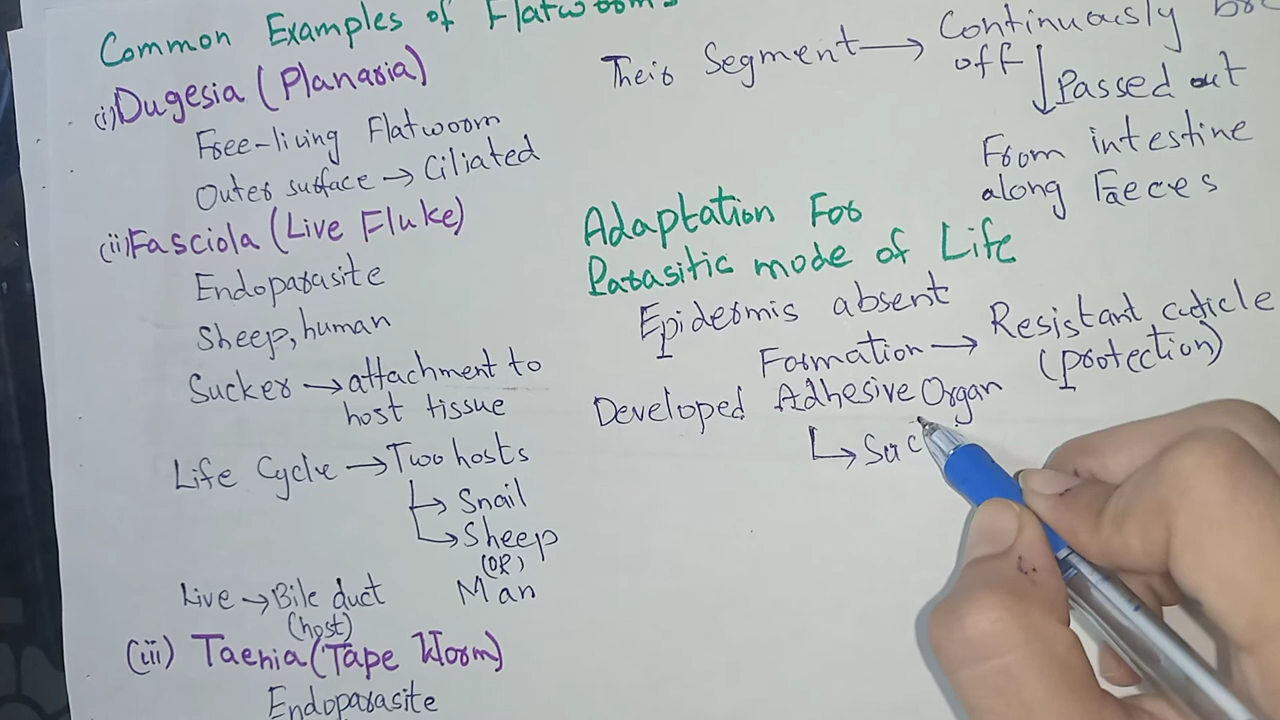 Common Examples of Flatwooms
(i) Dugesia (Planaria)
Free-living Flatwoom
Outer surface → Ciliated
(ii) Fasciola (Live Fluke)
Endoparasite
Sheep, human
Sucker → attachment to
host tissue
Life Cycle → Two hosts
↳ Snail
↳ Sheep
(OR)
Man
Live → Bile duct
(host)
(iii) Taenia (Tape Worm)
Endoparasite
Their Segment → Continuously
off ↓ Passed out
From intestine
along Faeces
Adaptation For
Parasitic mode of Life
Epidermis absent
Formation → Resistant cuticle
(protection)
Developed Adhesive Organ
↳ Suc